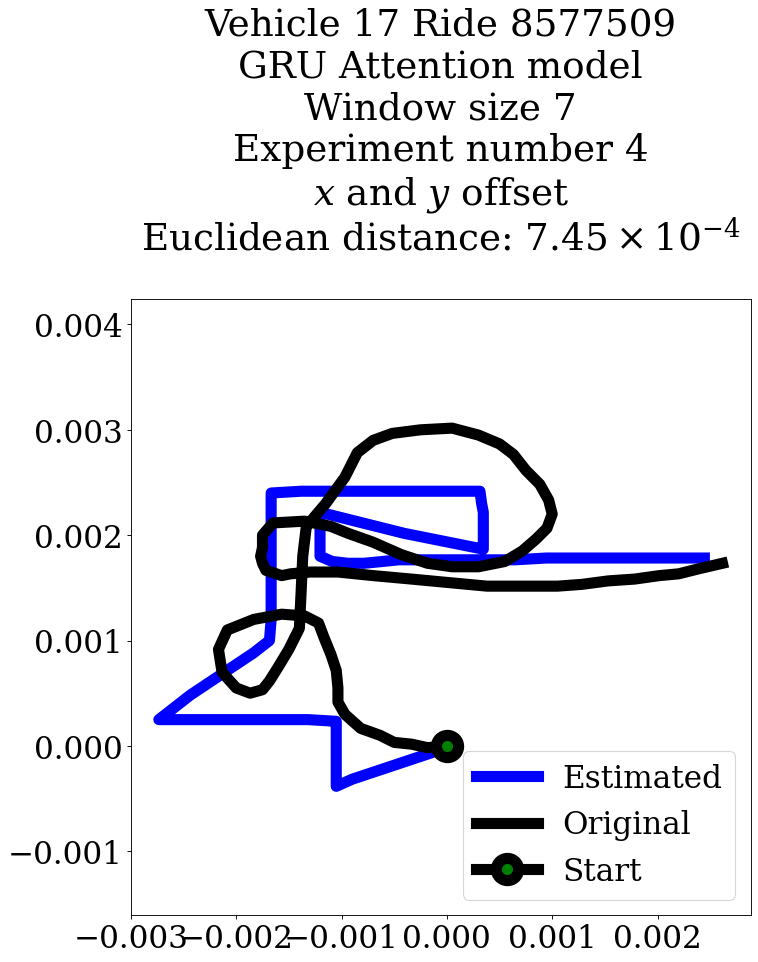 Vehicle 17 Ride 8577509
GRU Attention model
Window size 7
Experiment number 4
x and y offset
Euclidean distance: 7.45 × 10⁻⁴
0.004
0.003
0.002
0.001
0.000
−0.001
Estimated
Original
Start
−0.003 −0.002 −0.001 0.000 0.001 0.002